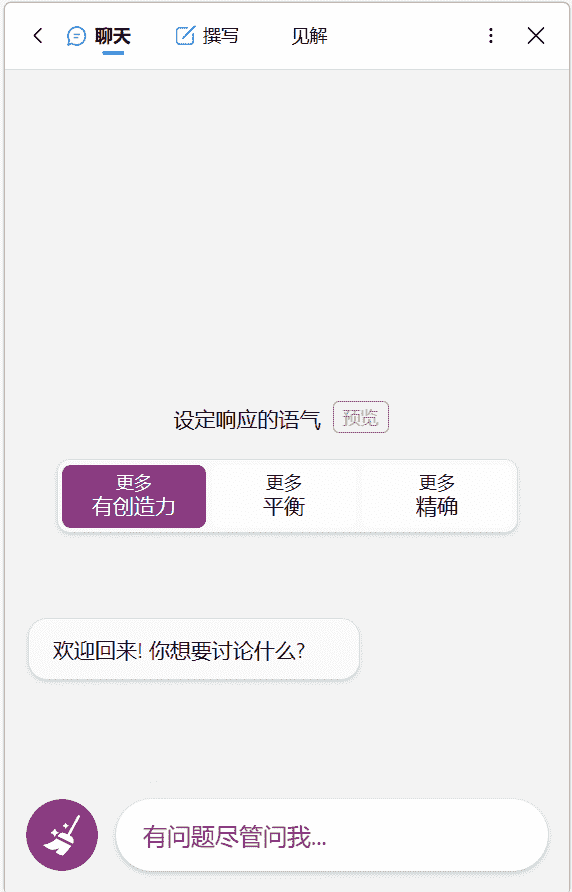 聊天 撰写 见解
设定响应的语气 预览
更多 更多 更多
有创造力 平衡 精确
欢迎回来! 你想要讨论什么?
有问题尽管问我...